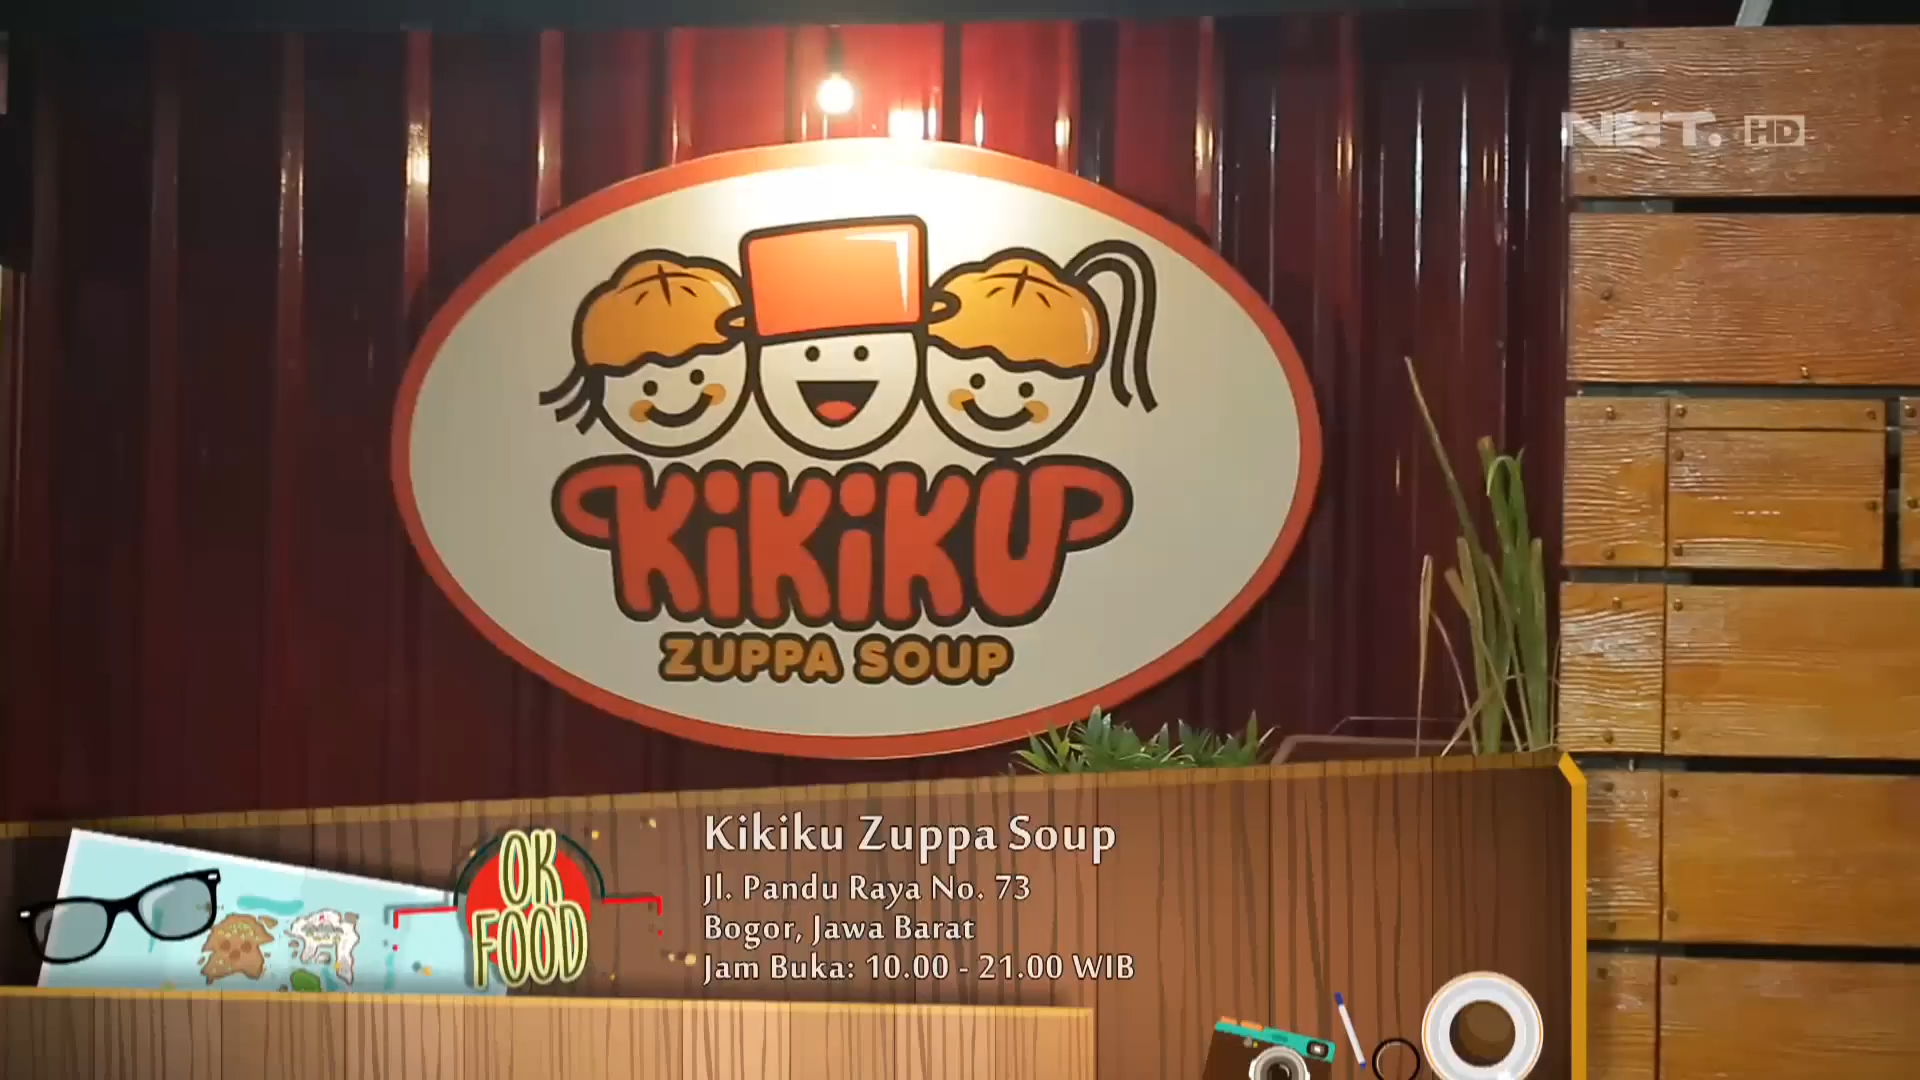 NET. HD
KiKiKU
ZUPPA SOUP
OK
FOOD
Kikiku Zuppa Soup
Jl. Pandu Raya No. 73
Bogor, Jawa Barat
Jam Buka: 10.00 - 21.00 WIB